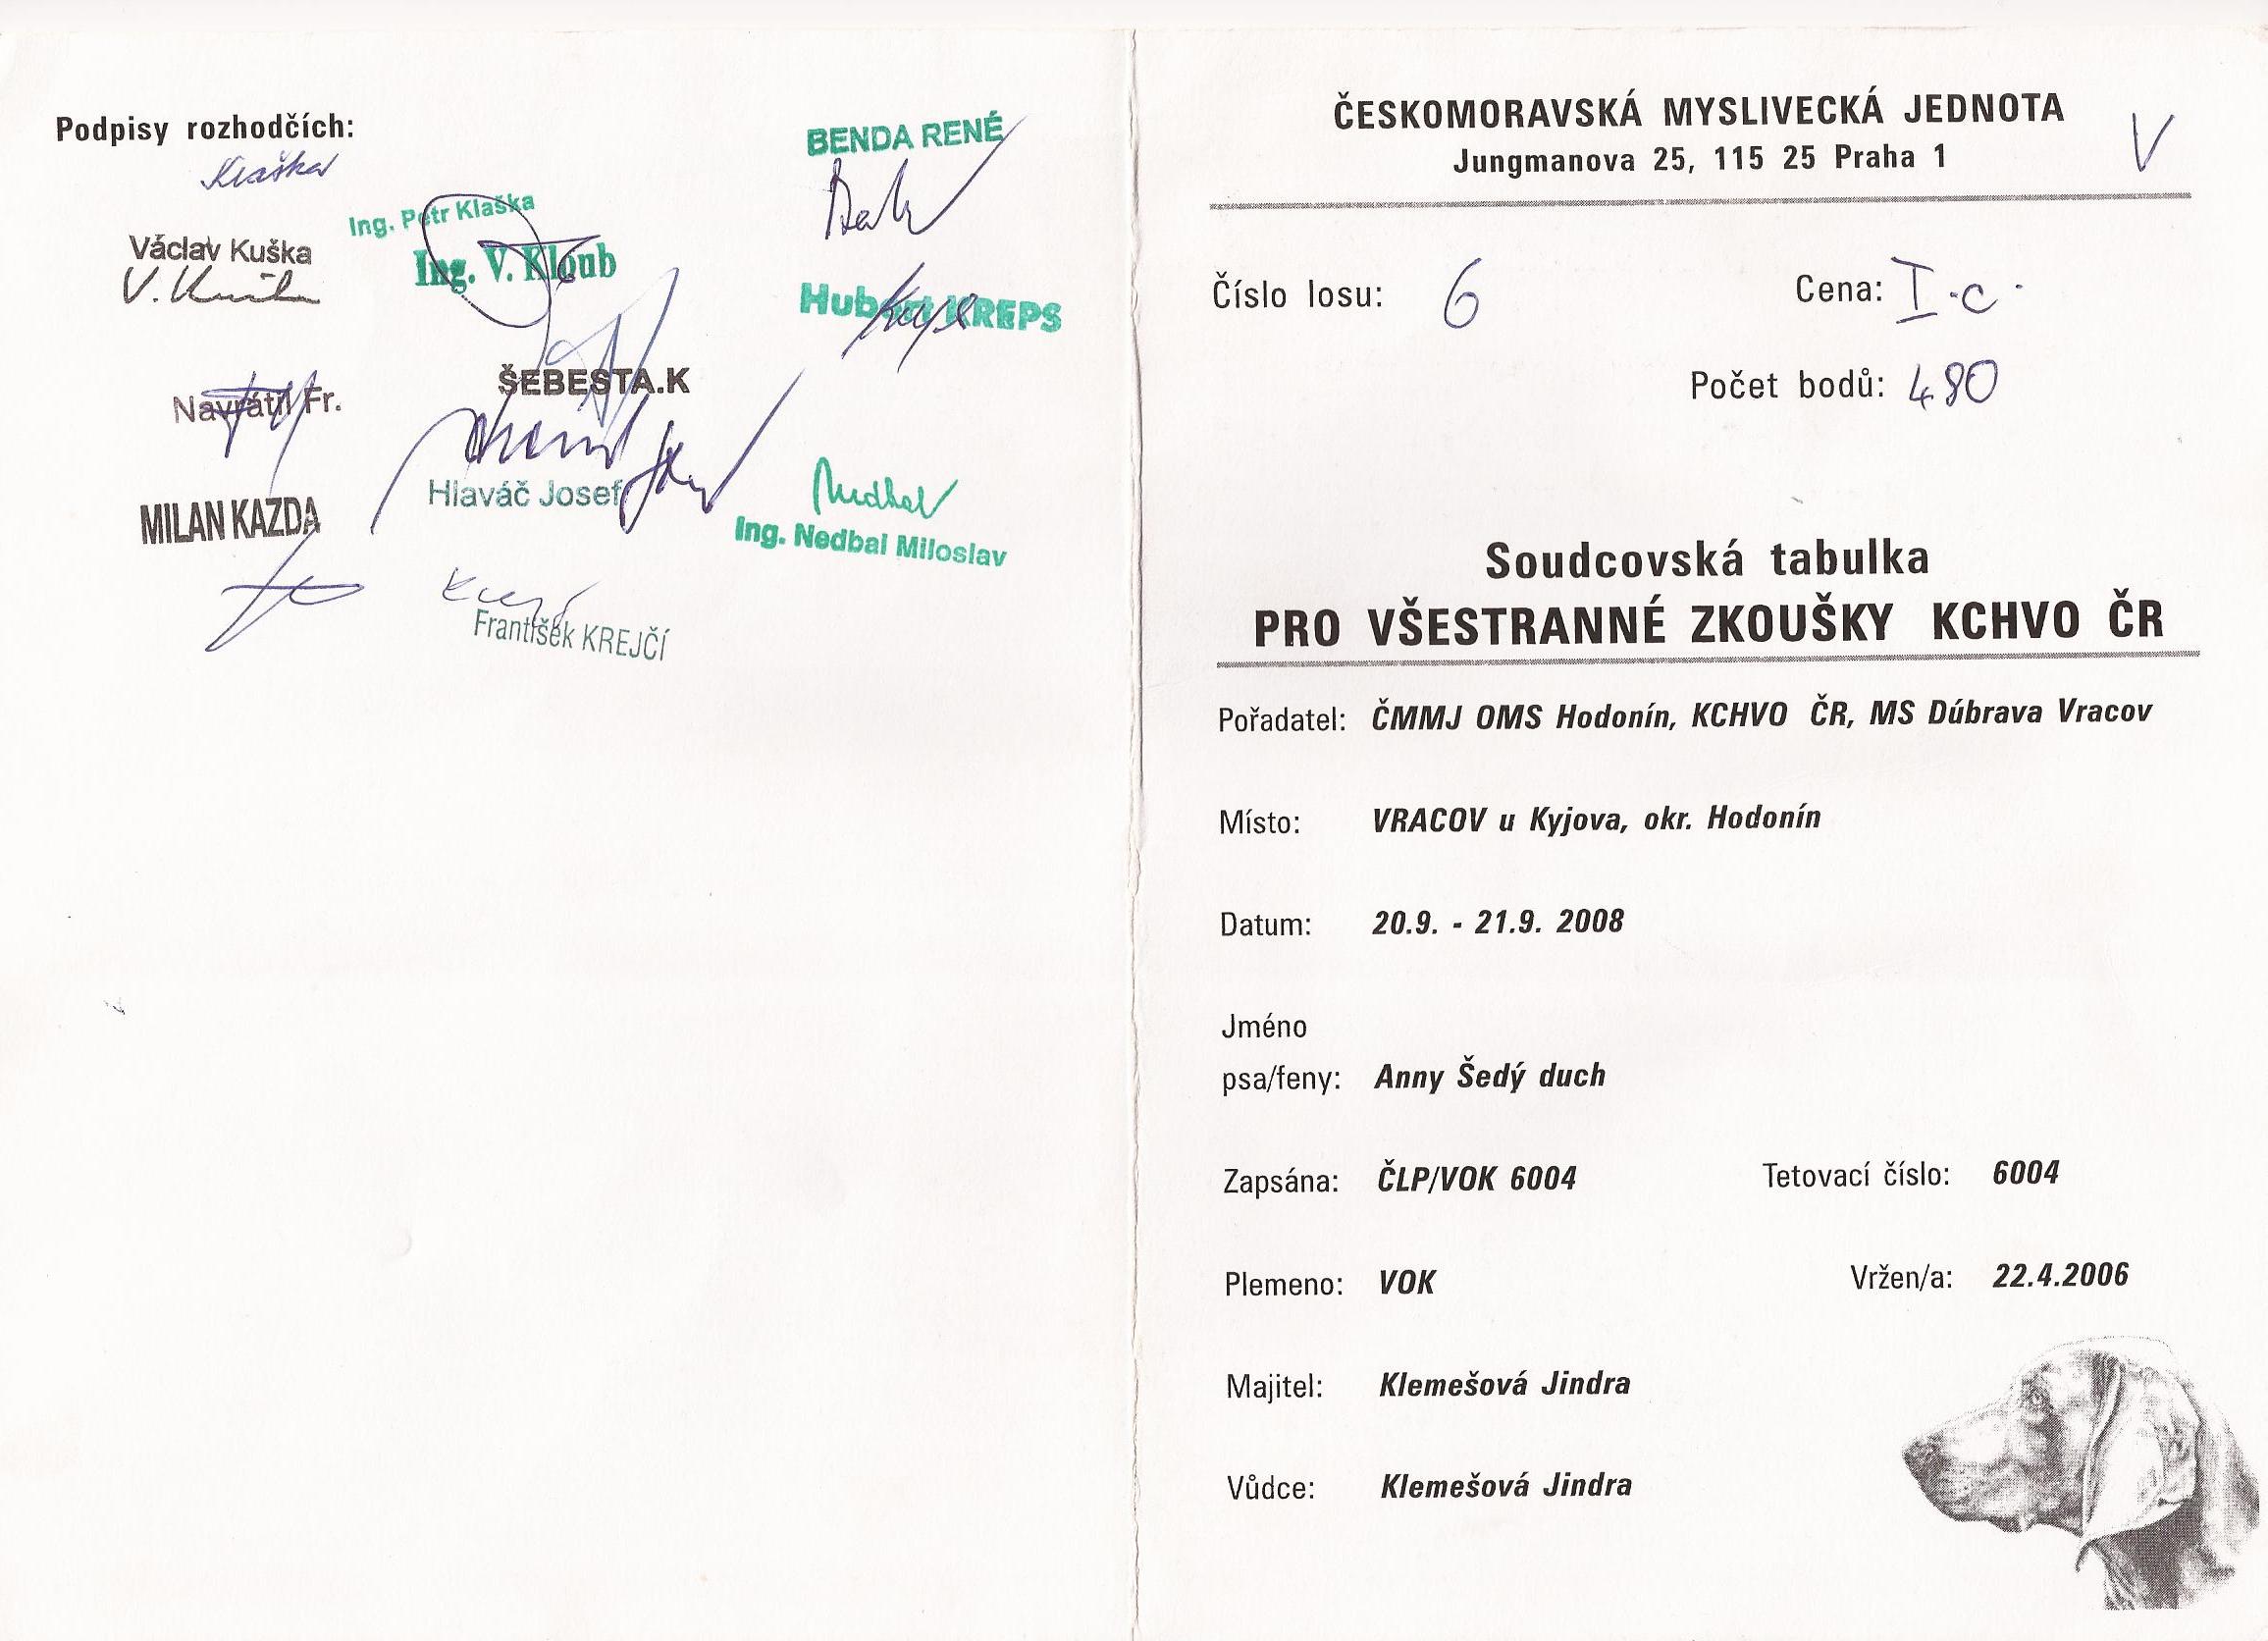 Podpisy rozhodčích:
Klaška
Ing. Petr Klaška
BENDA RENÉ
Václav Kuška
V. Kuška
Ing. V. Kloub
Hubert KREPS
Navrátil Fr.
ŠEBESTA.K
MILAN KAZDA
Hlaváč Josef
Nedbal
Ing. Nedbal Miloslav
František KREJČÍ
ČESKOMORAVSKÁ MYSLIVECKÁ JEDNOTA
Jungmanova 25, 115 25 Praha 1
V
Číslo losu: 6
Cena: I.c.
Počet bodů: 480
Soudcovská tabulka
PRO VŠESTRANNÉ ZKOUŠKY KCHVO ČR
Pořadatel: ČMMJ OMS Hodonín, KCHVO ČR, MS Dúbrava Vracov
Místo: VRACOV u Kyjova, okr. Hodonín
Datum: 20.9. - 21.9. 2008
Jméno
psa/feny: Anny Šedý duch
Zapsána: ČLP/VOK 6004 Tetovací číslo: 6004
Plemeno: VOK Vržen/a: 22.4.2006
Majitel: Klemešová Jindra
Vůdce: Klemešová Jindra